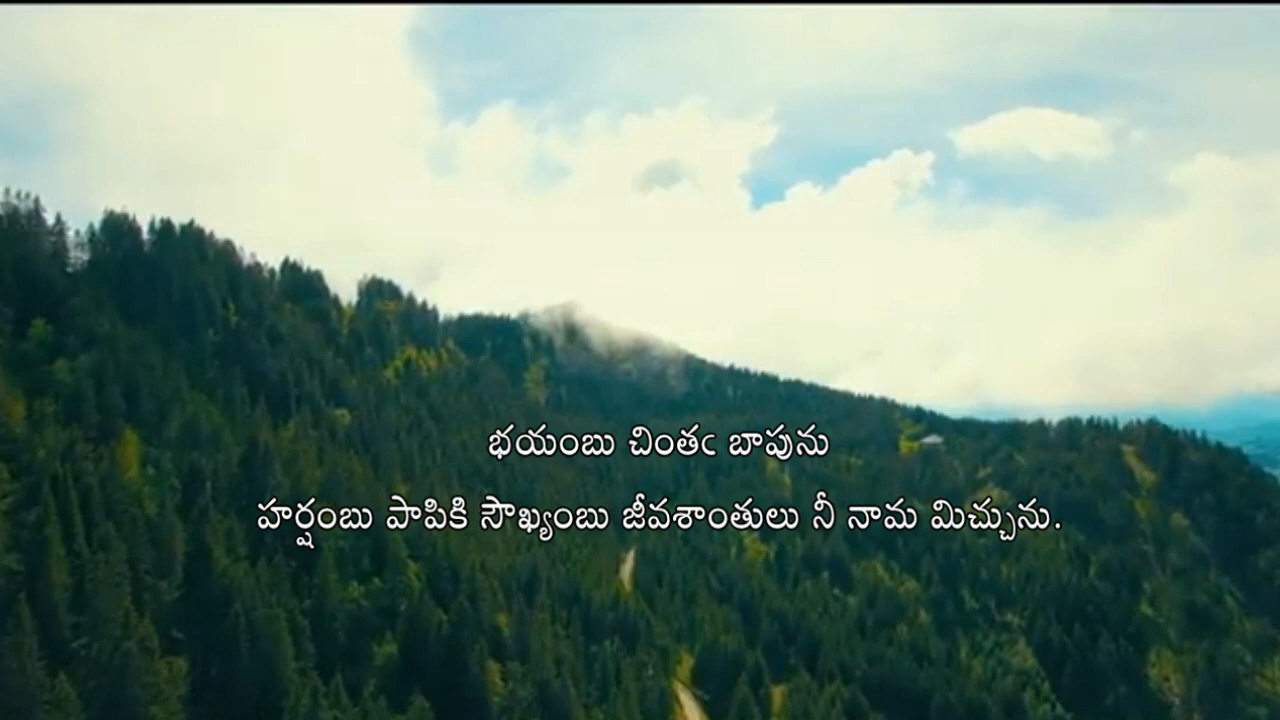 భయంబు చింతఁ బాపును
హర్షంబు పాపికి సౌఖ్యంబు జీవశాంతులు నీ నామ మిచ్చును.